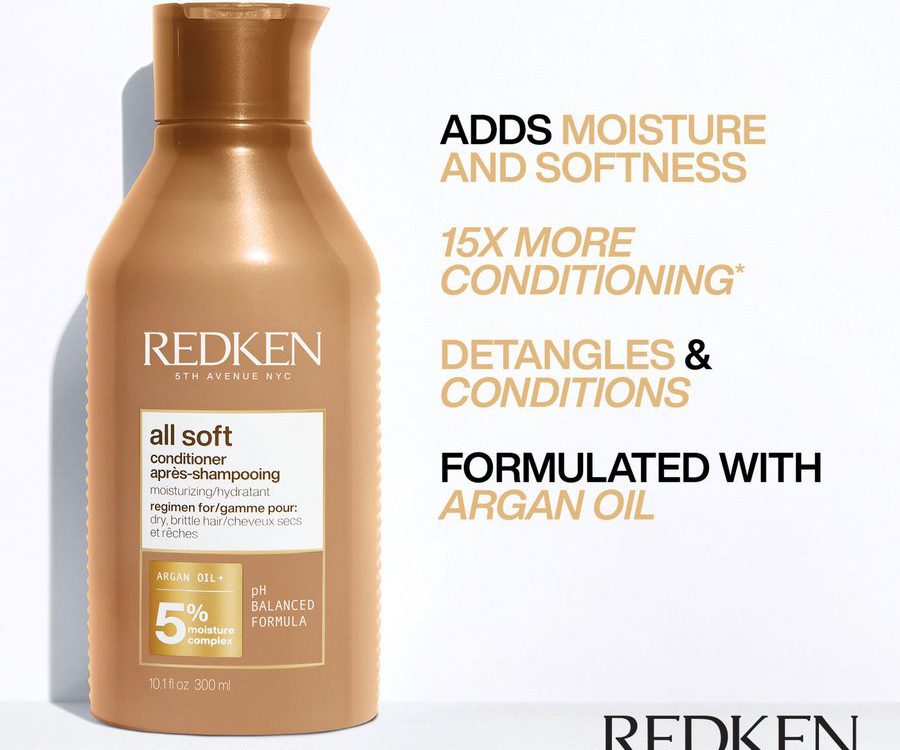 REDKEN
5TH AVENUE NYC
all soft
conditioner
après-shampooing
moisturizing/hydratant
regimen for/gamme pour:
dry, brittle hair/cheveux secs
et rêches
ARGAN OIL+
5%
moisture
complex
pH
BALANCED
FORMULA
10.1 fl oz 300 ml
ADDS MOISTURE
AND SOFTNESS
15X MORE
CONDITIONING*
DETANGLES &
CONDITIONS
FORMULATED WITH
ARGAN OIL
REDKEN